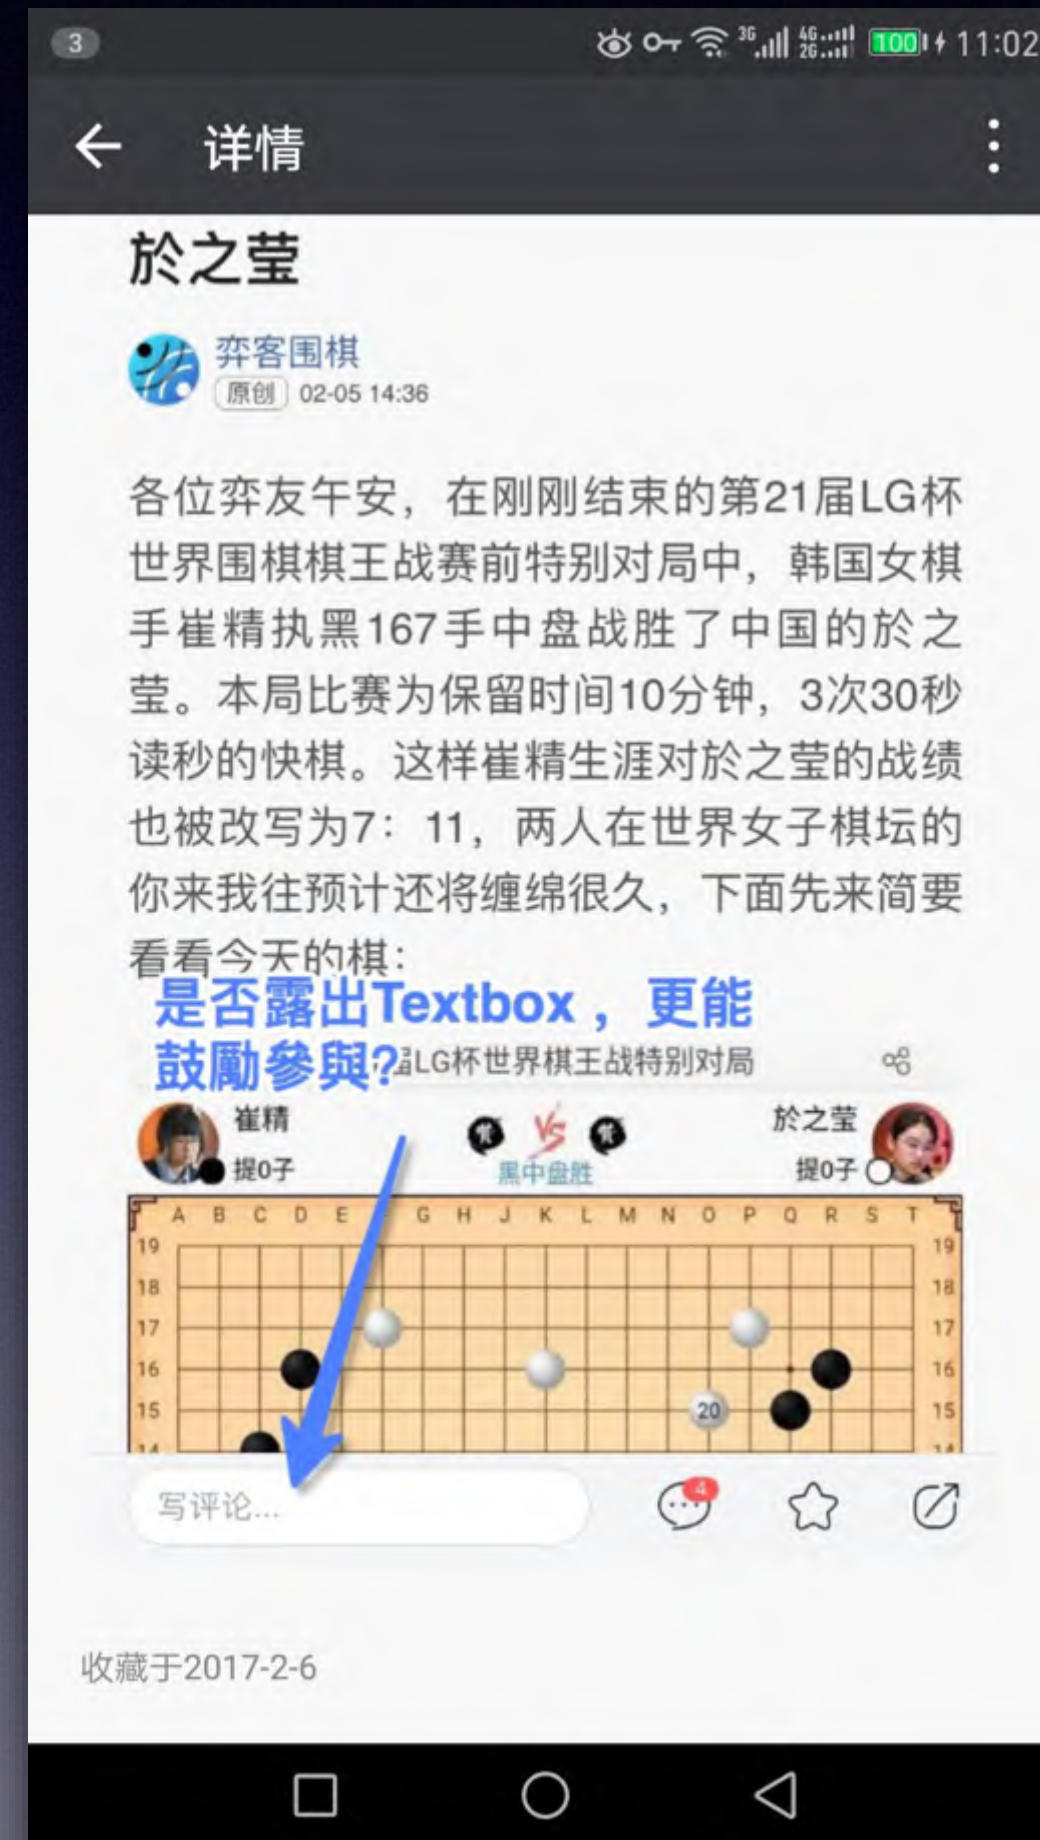 3
3G 4G 2G 100 11:02
详情
於之莹
弈客围棋
原创 02-05 14:36
各位弈友午安，在刚刚结束的第21届LG杯
世界围棋棋王战赛前特别对局中，韩国女棋
手崔精执黑167手中盘战胜了中国的於之
莹。本局比赛为保留时间10分钟，3次30秒
读秒的快棋。这样崔精生涯对於之莹的战绩
也被改写为7：11，两人在世界女子棋坛的
你来我往预计还将缠绵很久，下面先来简要
看看今天的棋：
是否露出Textbox ，更能
鼓勵參與?
届LG杯世界棋王战特别对局
崔精 VS 於之莹
提0子 黑中盘胜 提0子
A B C D E G H J K L M N O P Q R S T
19 19
18 18
17 17
16 16
15 20 15
14 14
写评论... 4
收藏于2017-2-6